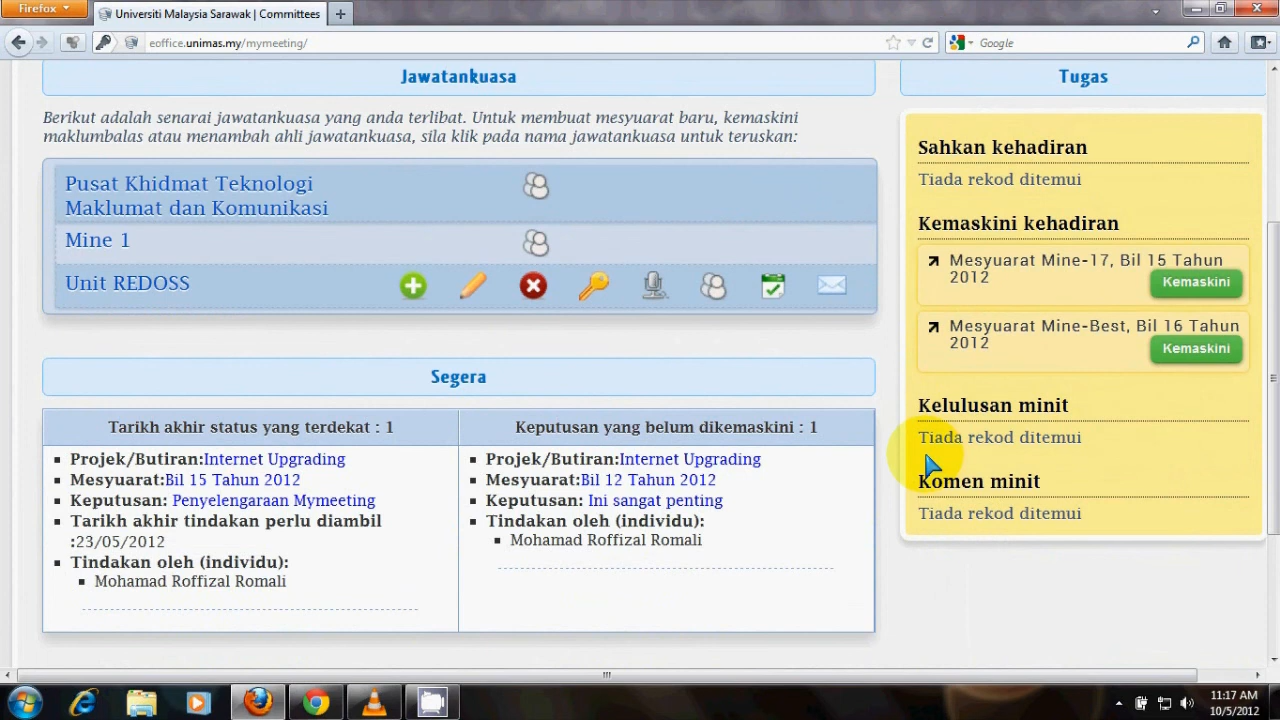 Firefox
Universiti Malaysia Sarawak | Committees
eoffice.unimas.my/mymeeting/
Google
Jawatankuasa
Berikut adalah senarai jawatankuasa yang anda terlibat. Untuk membuat mesyuarat baru, kemaskini
maklumbalas atau menambah ahli jawatankuasa, sila klik pada nama jawatankuasa untuk teruskan:
Pusat Khidmat Teknologi
Maklumat dan Komunikasi
Mine 1
Unit REDOSS
Segera
Tarikh akhir status yang terdekat : 1
Projek/Butiran:Internet Upgrading
Mesyuarat:Bil 15 Tahun 2012
Keputusan: Penyelengaraan Mymeeting
Tarikh akhir tindakan perlu diambil
:23/05/2012
Tindakan oleh (individu):
Mohamad Roffizal Romali
Keputusan yang belum dikemaskini : 1
Projek/Butiran:Internet Upgrading
Mesyuarat:Bil 12 Tahun 2012
Keputusan: Ini sangat penting
Tindakan oleh (individu):
Mohamad Roffizal Romali
Tugas
Sahkan kehadiran
Tiada rekod ditemui
Kemaskini kehadiran
Mesyuarat Mine-17, Bil 15 Tahun
2012
Kemaskini
Mesyuarat Mine-Best, Bil 16 Tahun
2012
Kemaskini
Kelulusan minit
Tiada rekod ditemui
Komen minit
Tiada rekod ditemui
11:17 AM
10/5/2012